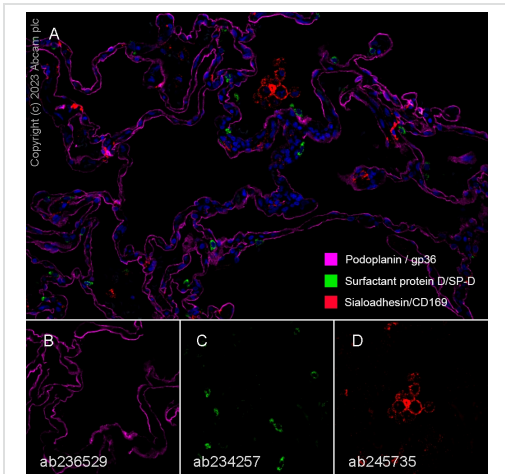 A
Copyright (c) 2023 Abcam plc
Podoplanin / gp36
Surfactant protein D/SP-D
Sialoadhesin/CD169
B
C
D
ab236529
ab234257
ab245735